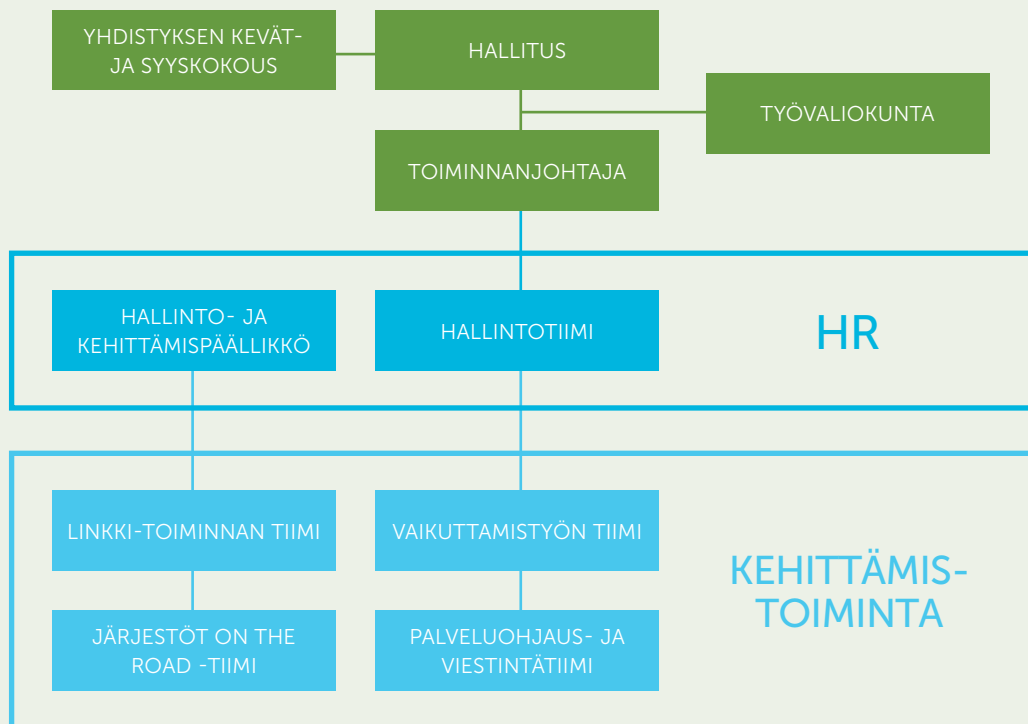 YHDISTYKSEN KEVÄT-
JA SYYSKOKOUS
HALLITUS
TYÖVALIOKUNTA
TOIMINNANJOHTAJA
HALLINTO- JA
KEHITTÄMISPÄÄLLIKKÖ
HALLINTOTIIMI
HR
LINKKI-TOIMINNAN TIIMI
VAIKUTTAMISTYÖN TIIMI
KEHITTÄMIS-
TOIMINTA
JÄRJESTÖT ON THE
ROAD -TIIMI
PALVELUOHJAUS- JA
VIESTINTÄTIIMI